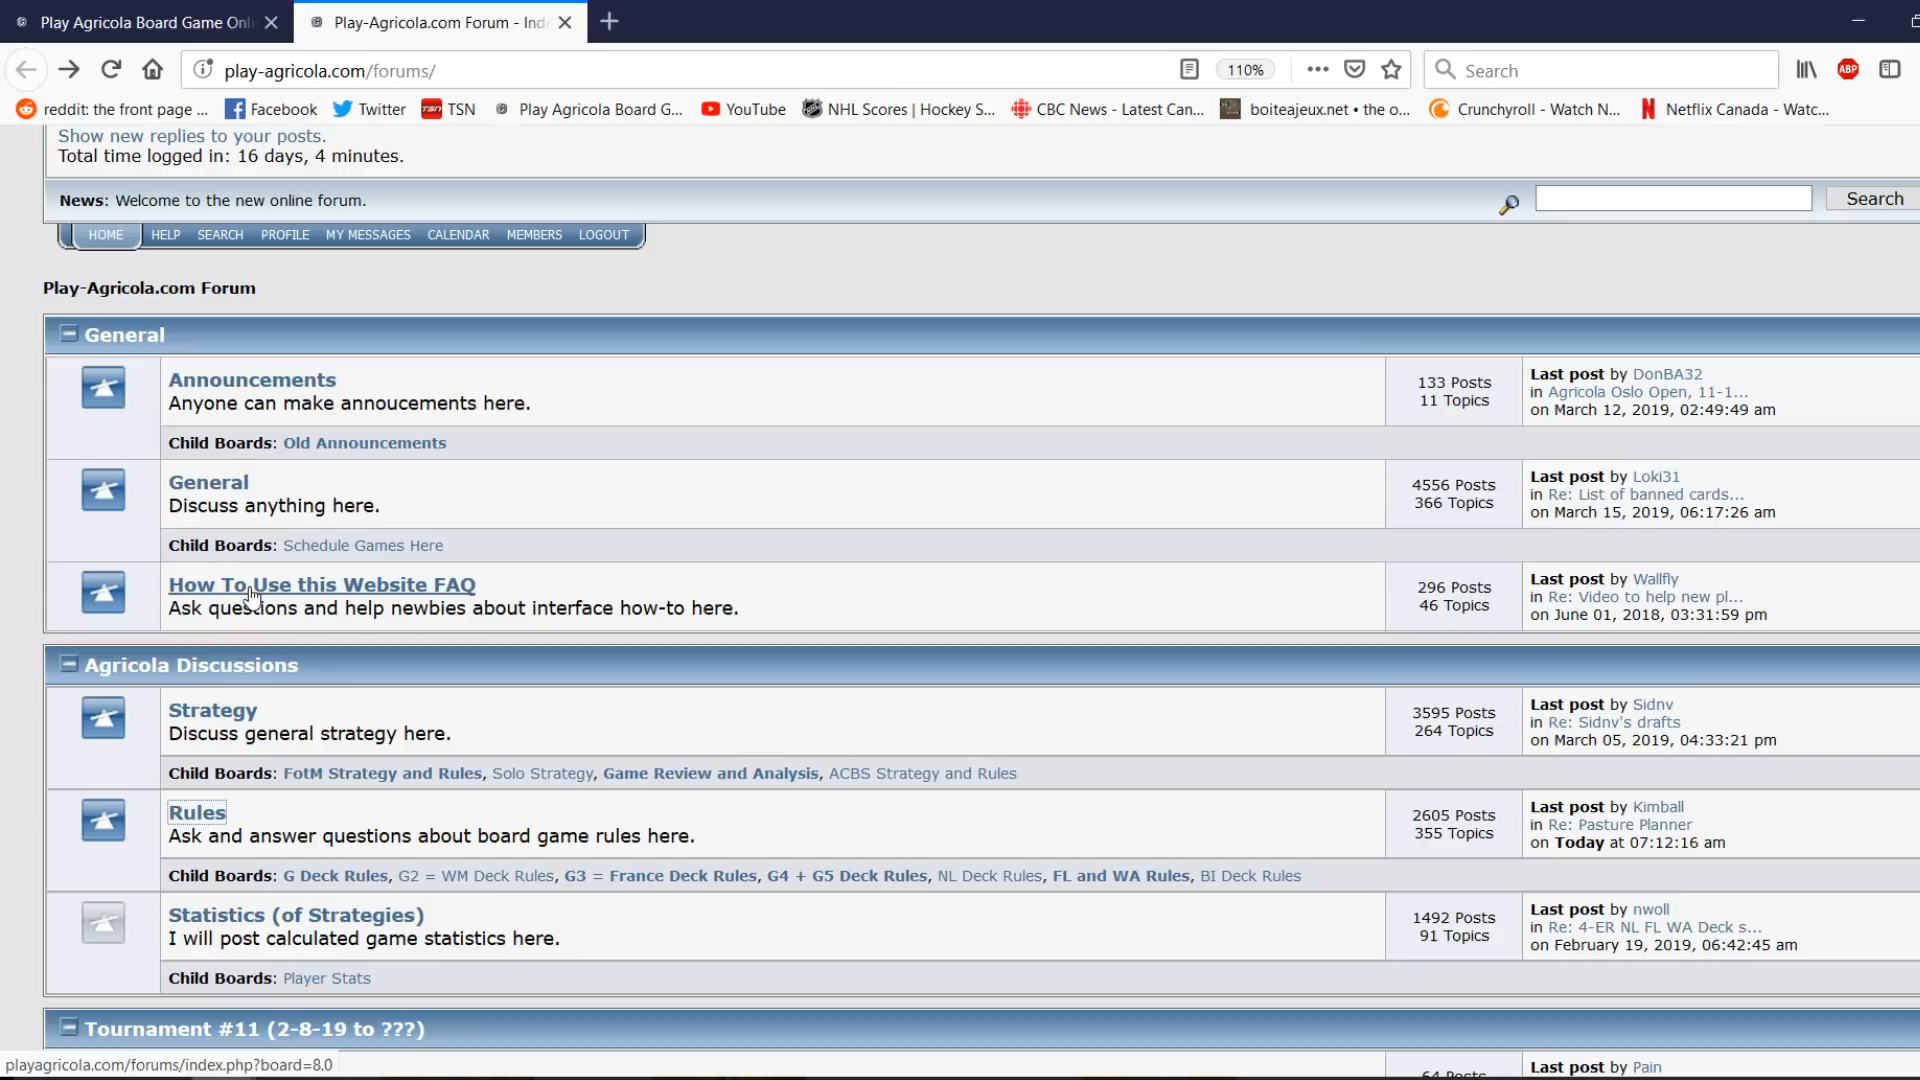 Play Agricola Board Game Onl
Play-Agricola.com Forum - Ind
play-agricola.com/forums/
110%
Search
ABP
reddit: the front page ...
Facebook
Twitter
TSN
Play Agricola Board G...
YouTube
NHL Scores | Hockey S...
CBC News - Latest Can...
boiteajeux.net • the o...
Crunchyroll - Watch N...
Netflix Canada - Watc...
Show new replies to your posts.
Total time logged in: 16 days, 4 minutes.
News: Welcome to the new online forum.
Search
HOME HELP SEARCH PROFILE MY MESSAGES CALENDAR MEMBERS LOGOUT
Play-Agricola.com Forum
General
Announcements
Anyone can make annoucements here.
133 Posts
11 Topics
Last post by DonBA32
in Agricola Oslo Open, 11-1...
on March 12, 2019, 02:49:49 am
Child Boards: Old Announcements
General
Discuss anything here.
4556 Posts
366 Topics
Last post by Loki31
in Re: List of banned cards...
on March 15, 2019, 06:17:26 am
Child Boards: Schedule Games Here
How To Use this Website FAQ
Ask questions and help newbies about interface how-to here.
296 Posts
46 Topics
Last post by Wallfly
in Re: Video to help new pl...
on June 01, 2018, 03:31:59 pm
Agricola Discussions
Strategy
Discuss general strategy here.
3595 Posts
264 Topics
Last post by Sidnv
in Re: Sidnv's drafts
on March 05, 2019, 04:33:21 pm
Child Boards: FotM Strategy and Rules, Solo Strategy, Game Review and Analysis, ACBS Strategy and Rules
Rules
Ask and answer questions about board game rules here.
2605 Posts
355 Topics
Last post by Kimball
in Re: Pasture Planner
on Today at 07:12:16 am
Child Boards: G Deck Rules, G2 = WM Deck Rules, G3 = France Deck Rules, G4 + G5 Deck Rules, NL Deck Rules, FL and WA Rules, BI Deck Rules
Statistics (of Strategies)
I will post calculated game statistics here.
1492 Posts
91 Topics
Last post by nwoll
in Re: 4-ER NL FL WA Deck s...
on February 19, 2019, 06:42:45 am
Child Boards: Player Stats
Tournament #11 (2-8-19 to ???)
64 Posts
Last post by Pain
playagricola.com/forums/index.php?board=8.0